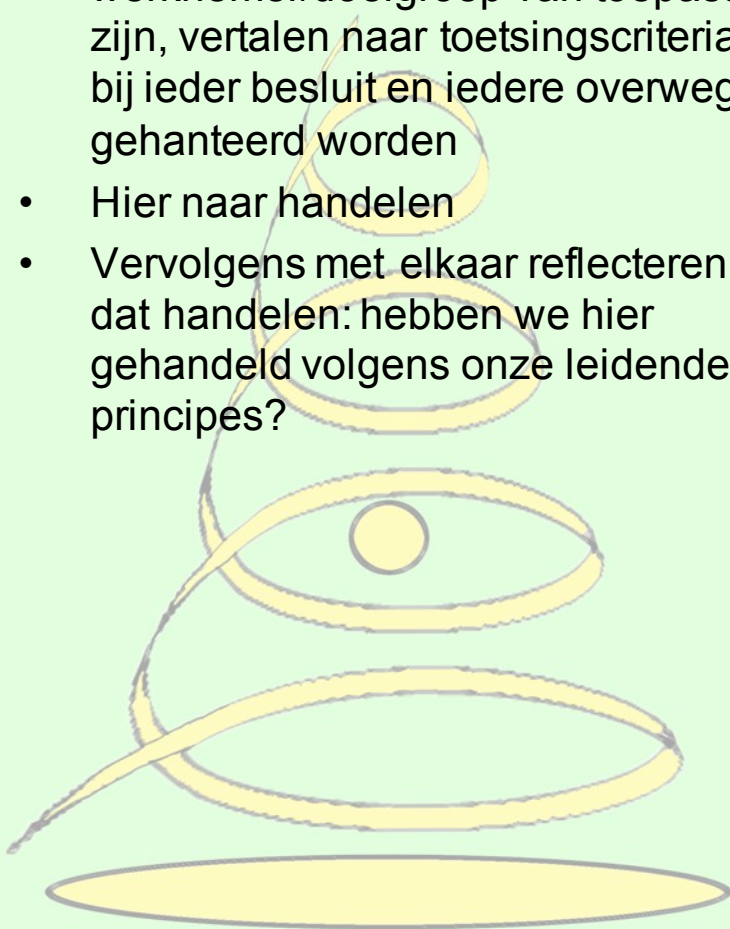 zijn, vertalen naar toetsingscriteria
bij ieder besluit en iedere overweg
gehanteerd worden
• Hier naar handelen
• Vervolgens met elkaar reflecteren
dat handelen: hebben we hier
gehandeld volgens onze leidende
principes?